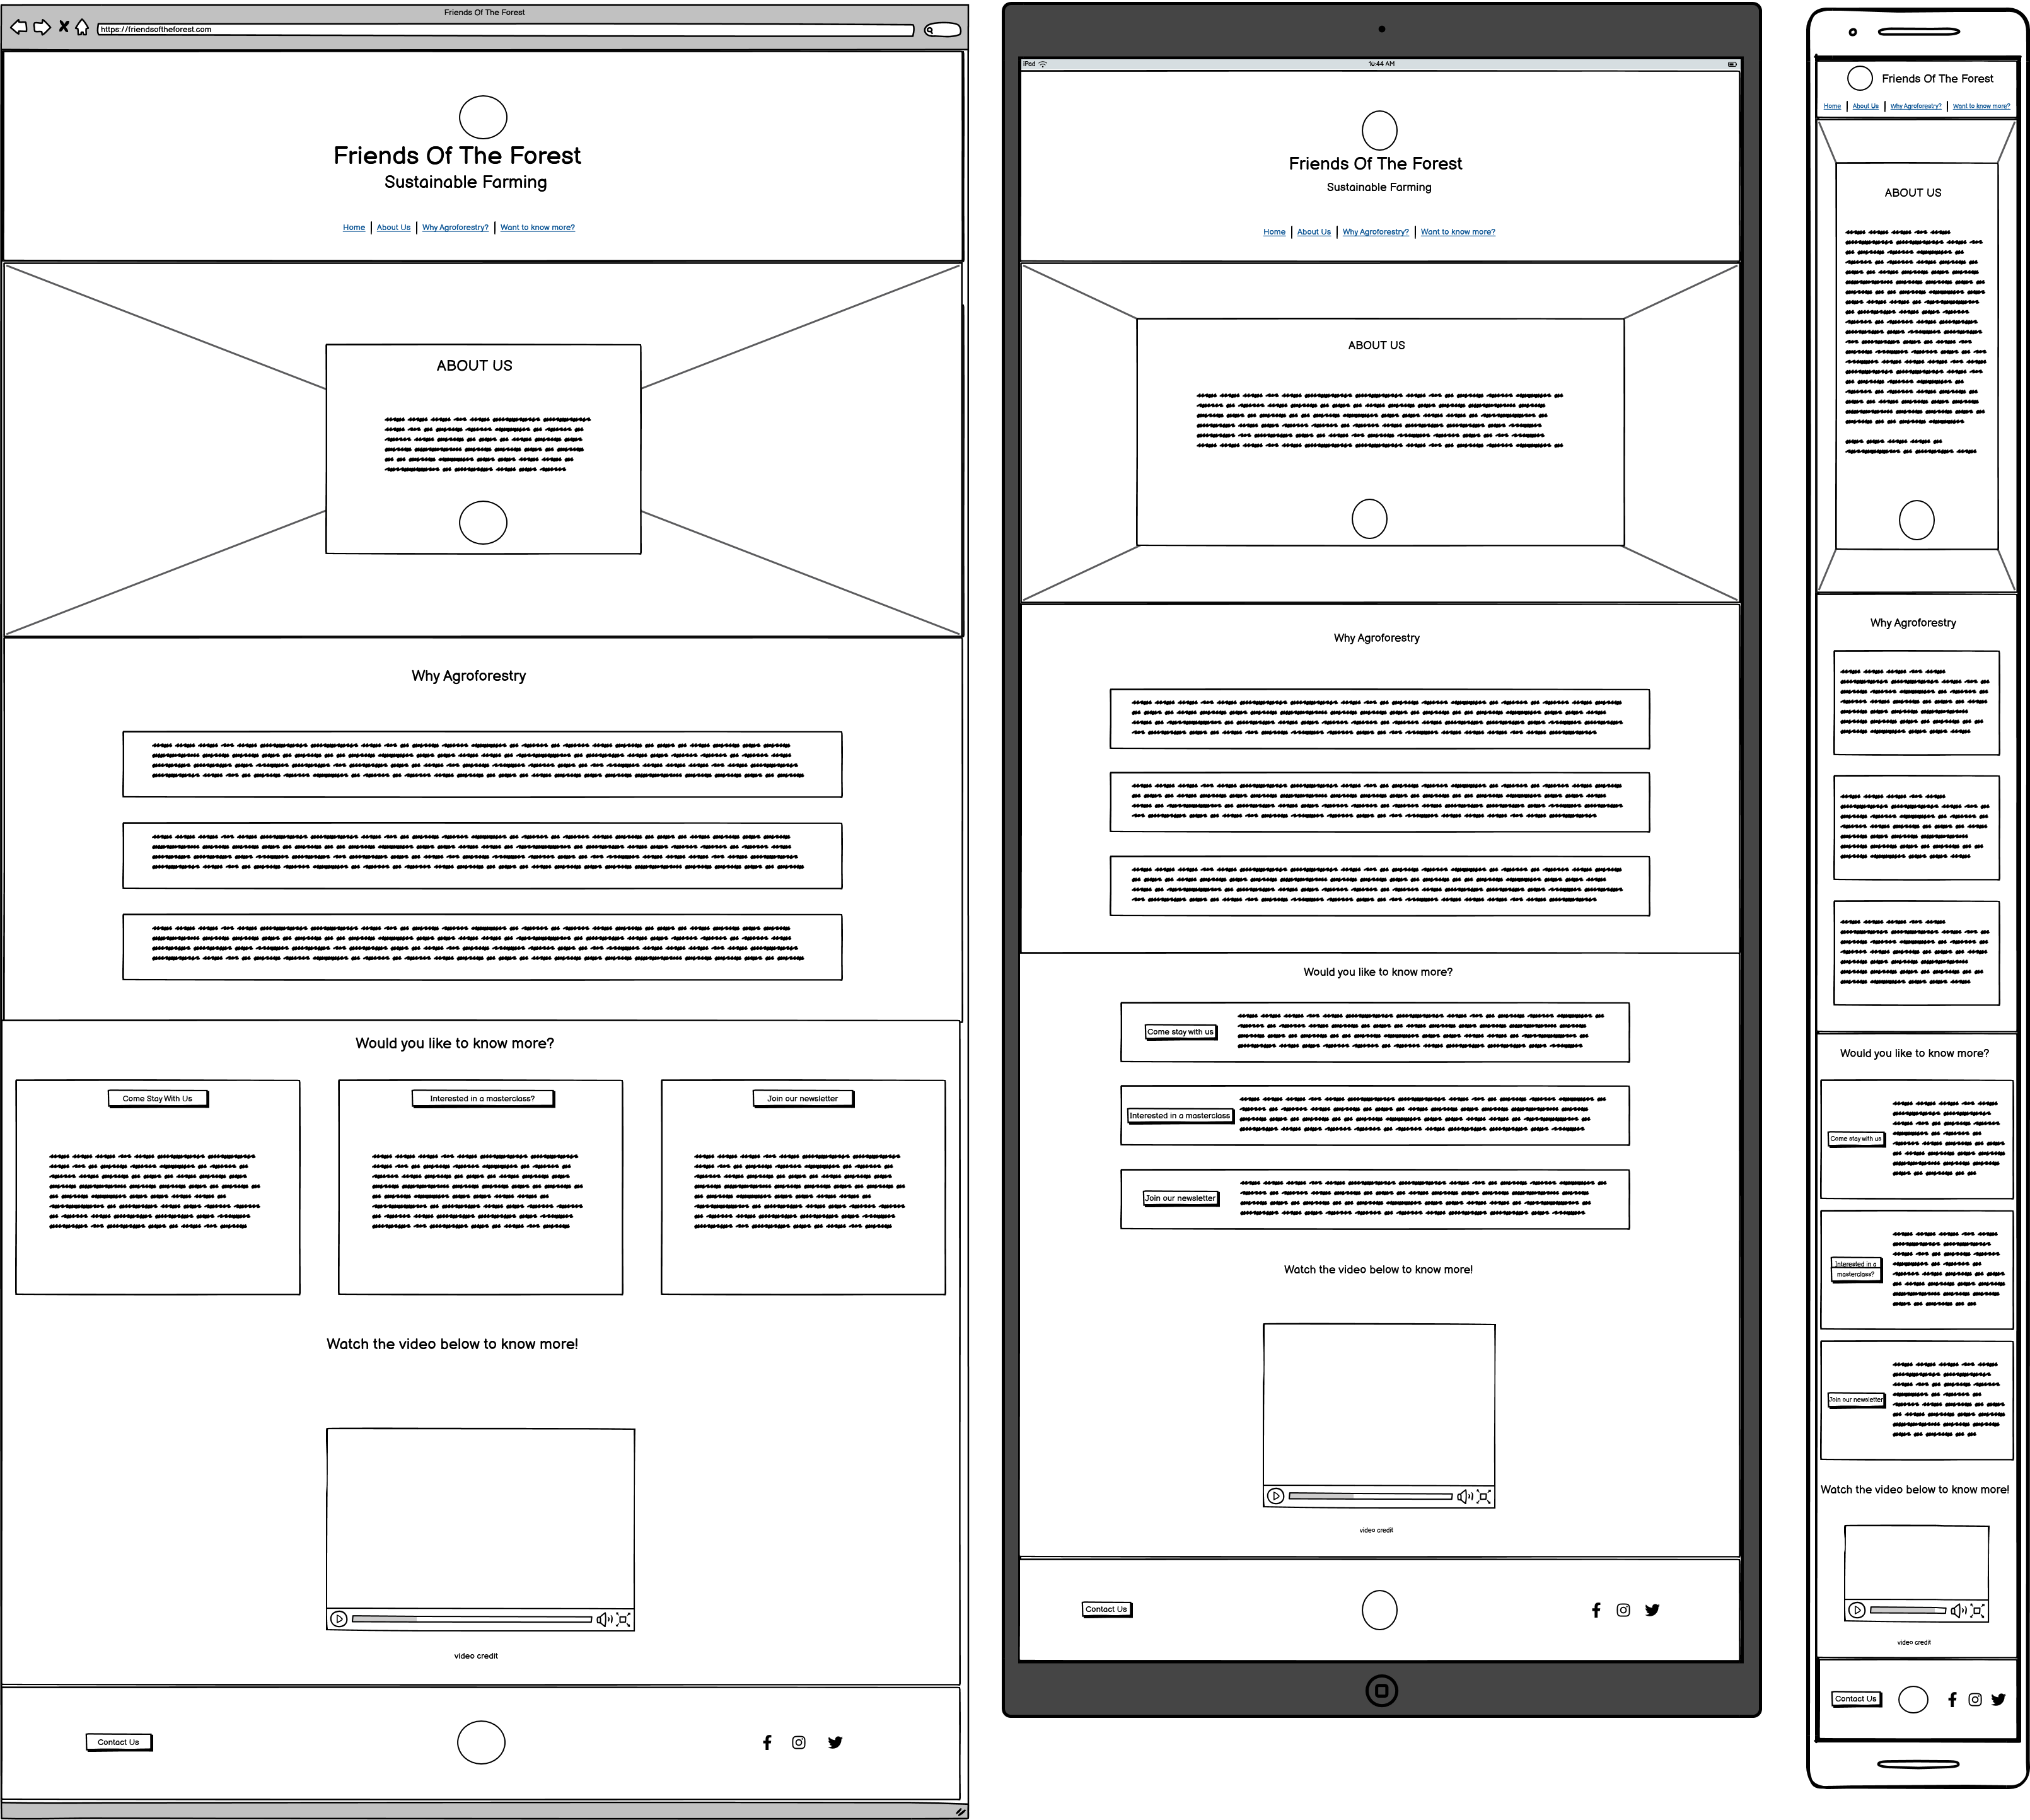 Friends Of The Forest
https://friendsoftheforest.com
Friends Of The Forest
Sustainable Farming
Home | About Us | Why Agroforestry? | Want to know more?
ABOUT US
Why Agroforestry
Would you like to know more?
Come Stay With Us
Interested in a masterclass?
Join our newsletter
Watch the video below to know more!
video credit
Contact Us
iPad
10:44 AM
Friends Of The Forest
Sustainable Farming
Home | About Us | Why Agroforestry? | Want to know more?
ABOUT US
Why Agroforestry
Would you like to know more?
Come stay with us
Interested in a masterclass
Join our newsletter
Watch the video below to know more!
video credit
Contact Us
Friends Of The Forest
Home | About Us | Why Agroforestry? | Want to know more?
ABOUT US
Why Agroforestry
Would you like to know more?
Come stay with us
Interested in a
masterclass?
Join our newsletter
Watch the video below to know more!
video credit
Contact Us